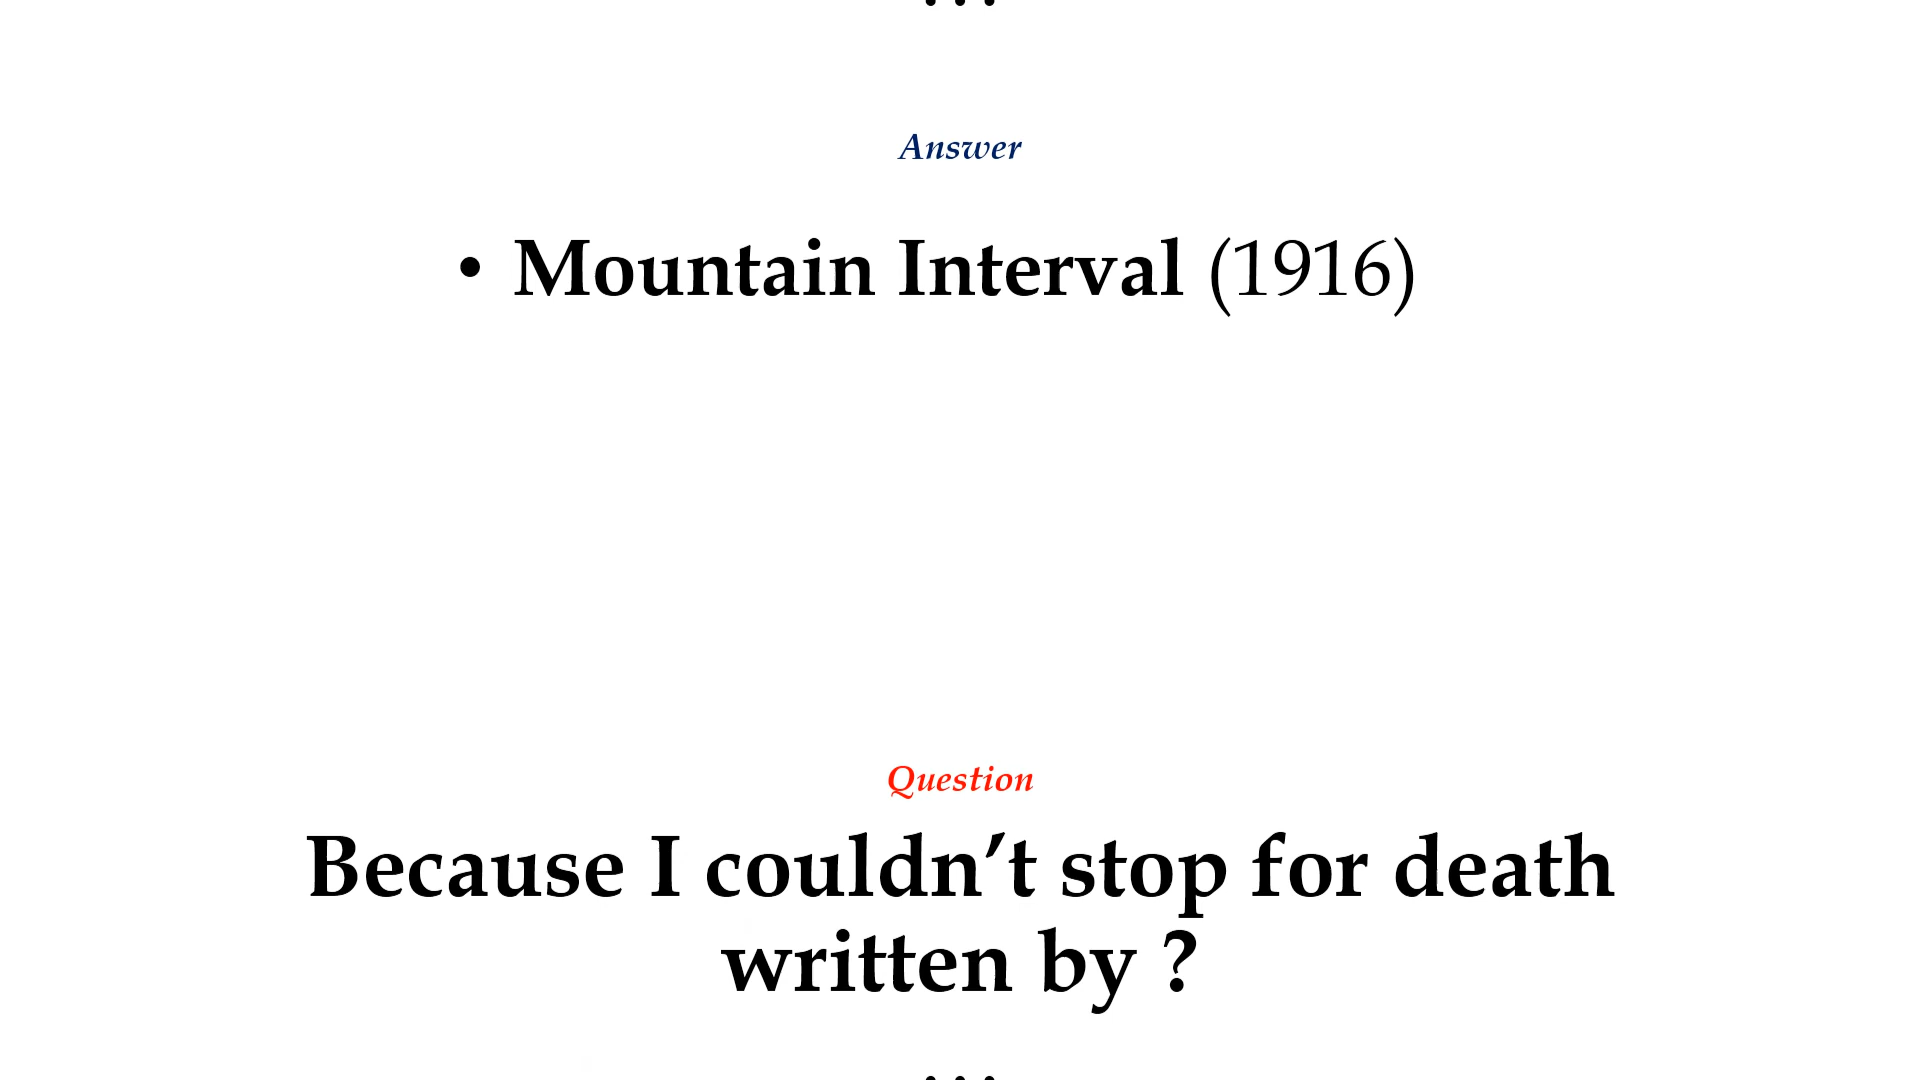 ...
Answer
• Mountain Interval (1916)
Question
Because I couldn’t stop for death
written by ?
...